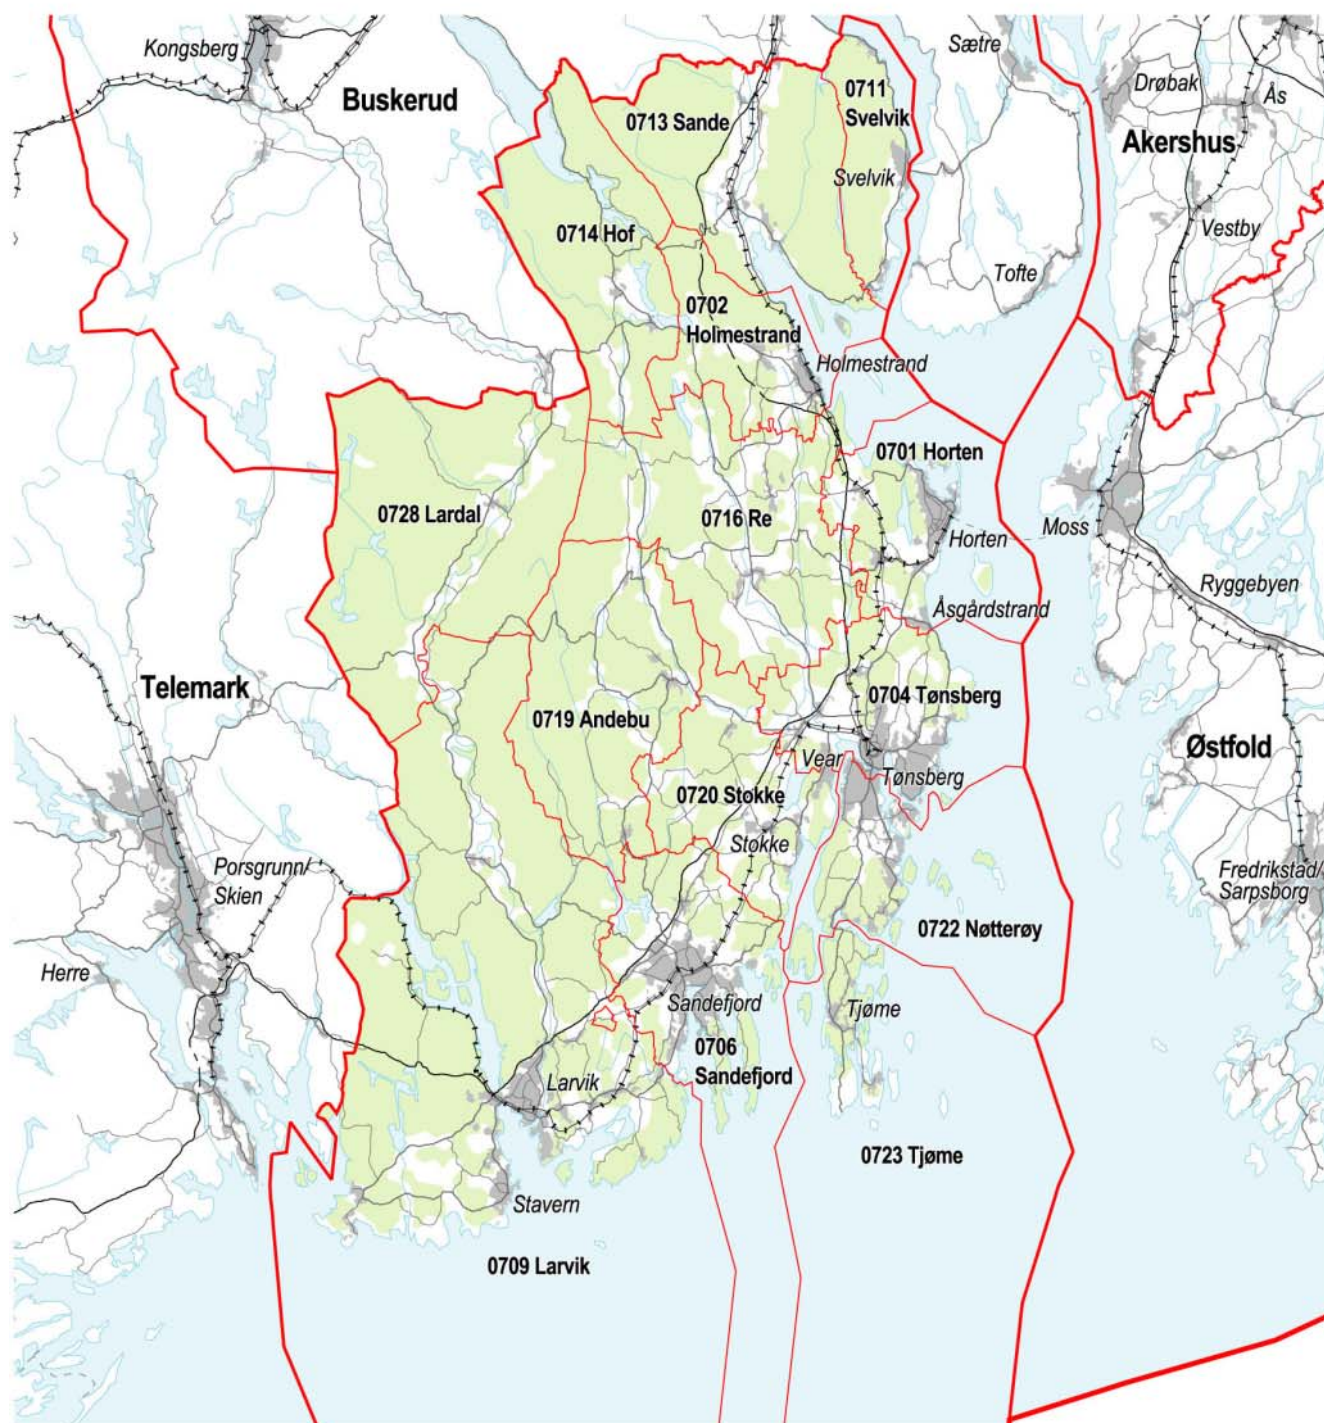 Kongsberg
Buskerud
Sætre
Drøbak
Ås
Akershus
0711
Svelvik
0713 Sande
Svelvik
Vestby
0714 Hof
Tofte
0702
Holmestrand
Holmestrand
0701 Horten
0728 Lardal
0716 Re
Horten
Moss
Ryggebyen
Åsgårdstrand
Telemark
0704 Tønsberg
0719 Andebu
Østfold
Vear
Tønsberg
0720 Stokke
Stokke
Porsgrunn/
Skien
Fredrikstad/
Sarpsborg
0722 Nøtterøy
Herre
Sandefjord
Tjøme
0706
Sandefjord
Larvik
0723 Tjøme
Stavern
0709 Larvik